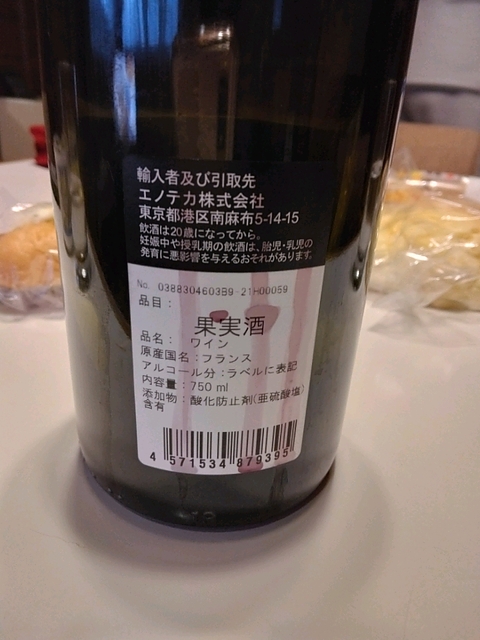 輸入者及び引取先
エノテカ株式会社
東京都港区南麻布5-14-15
飲酒は20歳になってから。
妊娠中や授乳期の飲酒は、胎児・乳児の
発育に悪影響を与えるおそれがあります。
No. 0388304603B9-21H00059
品目：
果実酒
品名： ワイン
原産国名：フランス
アルコール分：ラベルに表記
内容量：750 ml
添加物：酸化防止剤(亜硫酸塩)
含有
4 571534 879395